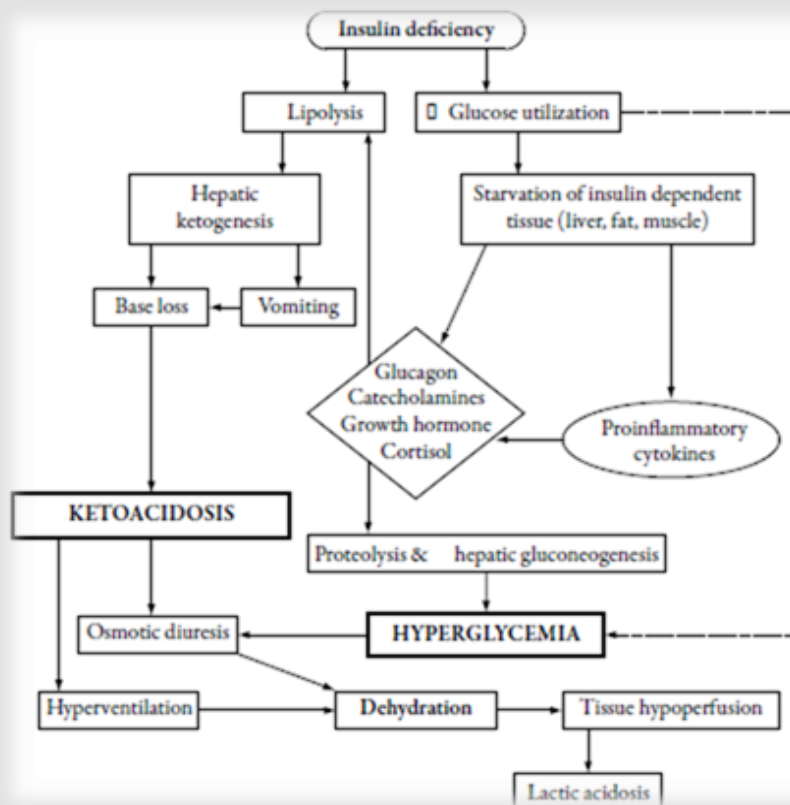 Insulin deficiency
Lipolysis
Glucose utilization
Hepatic
ketogenesis
Starvation of insulin dependent
tissue (liver, fat, muscle)
Base loss
Vomiting
Glucagon
Catecholamines
Growth hormone
Cortisol
Proinflammatory
cytokines
KETOACIDOSIS
Proteolysis & hepatic gluconeogenesis
Osmotic diuresis
HYPERGLYCEMIA
Hyperventilation
Dehydration
Tissue hypoperfusion
Lactic acidosis